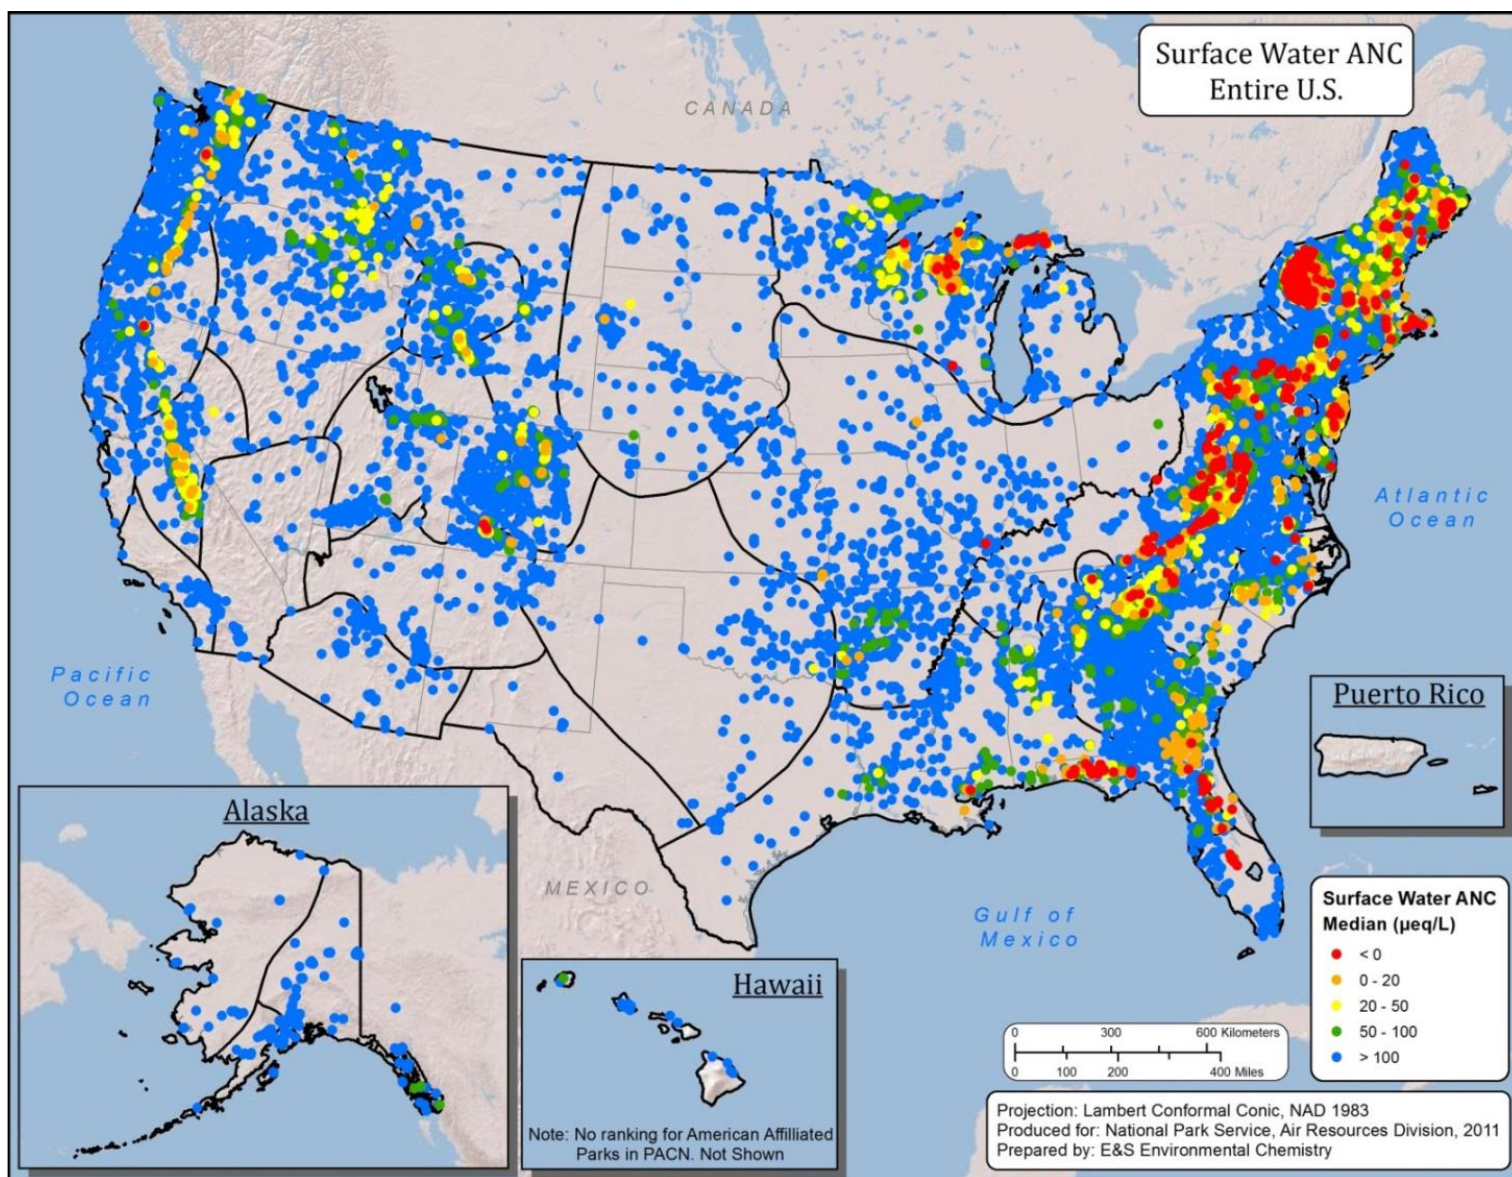 Surface Water ANC
Entire U.S.
CANADA
Atlantic
Ocean
Pacific
Ocean
Puerto Rico
Alaska
MEXICO
Gulf of
Mexico
Surface Water ANC
Median (µeq/L)
< 0
0 - 20
20 - 50
50 - 100
> 100
Hawaii
Note: No ranking for American Affilliated
Parks in PACN. Not Shown
0 300 600 Kilometers
0 100 200 400 Miles
Projection: Lambert Conformal Conic, NAD 1983
Produced for: National Park Service, Air Resources Division, 2011
Prepared by: E&S Environmental Chemistry